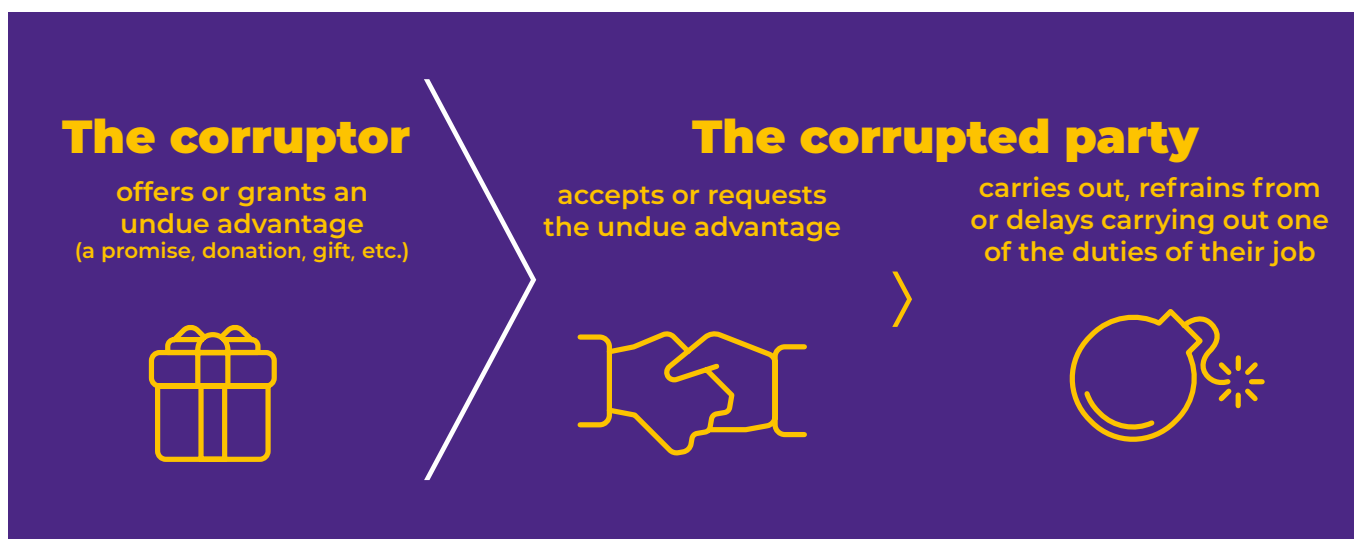 The corruptor
offers or grants an
undue advantage
(a promise, donation, gift, etc.)
The corrupted party
accepts or requests
the undue advantage
carries out, refrains from
or delays carrying out one
of the duties of their job